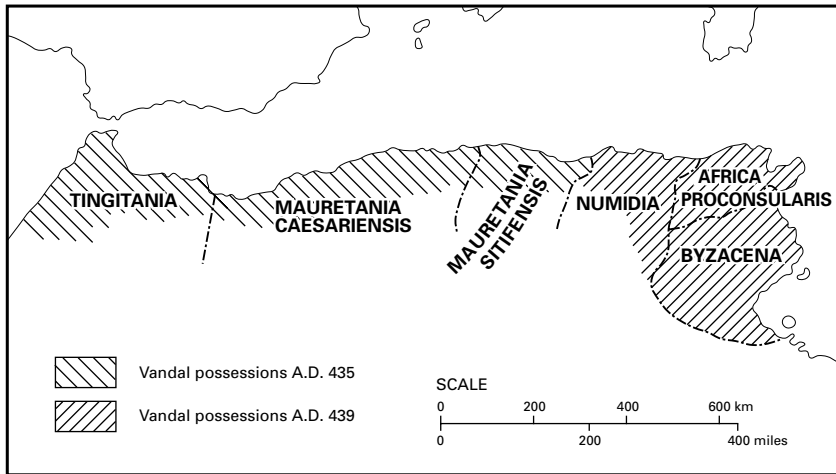 TINGITANIA
MAURETANIA
CAESARIENSIS
MAURETANIA
SITIFENSIS
NUMIDIA
AFRICA
PROCONSULARIS
BYZACENA
Vandal possessions A.D. 435
Vandal possessions A.D. 439
SCALE
0 200 400 600 km
0 200 400 miles